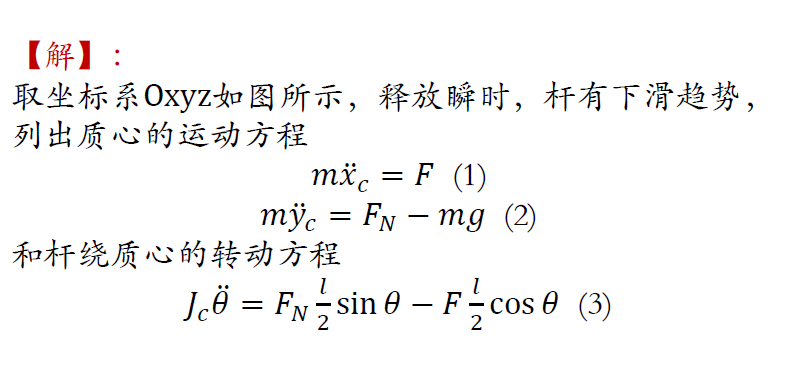 【解】：
取坐标系Oxyz如图所示，释放瞬时，杆有下滑趋势，
列出质心的运动方程
mẍ_c = F (1)
mÿ_c = F_N − mg (2)
和杆绕质心的转动方程
J_c θ̈ = F_N l/2 sin θ − F l/2 cos θ (3)